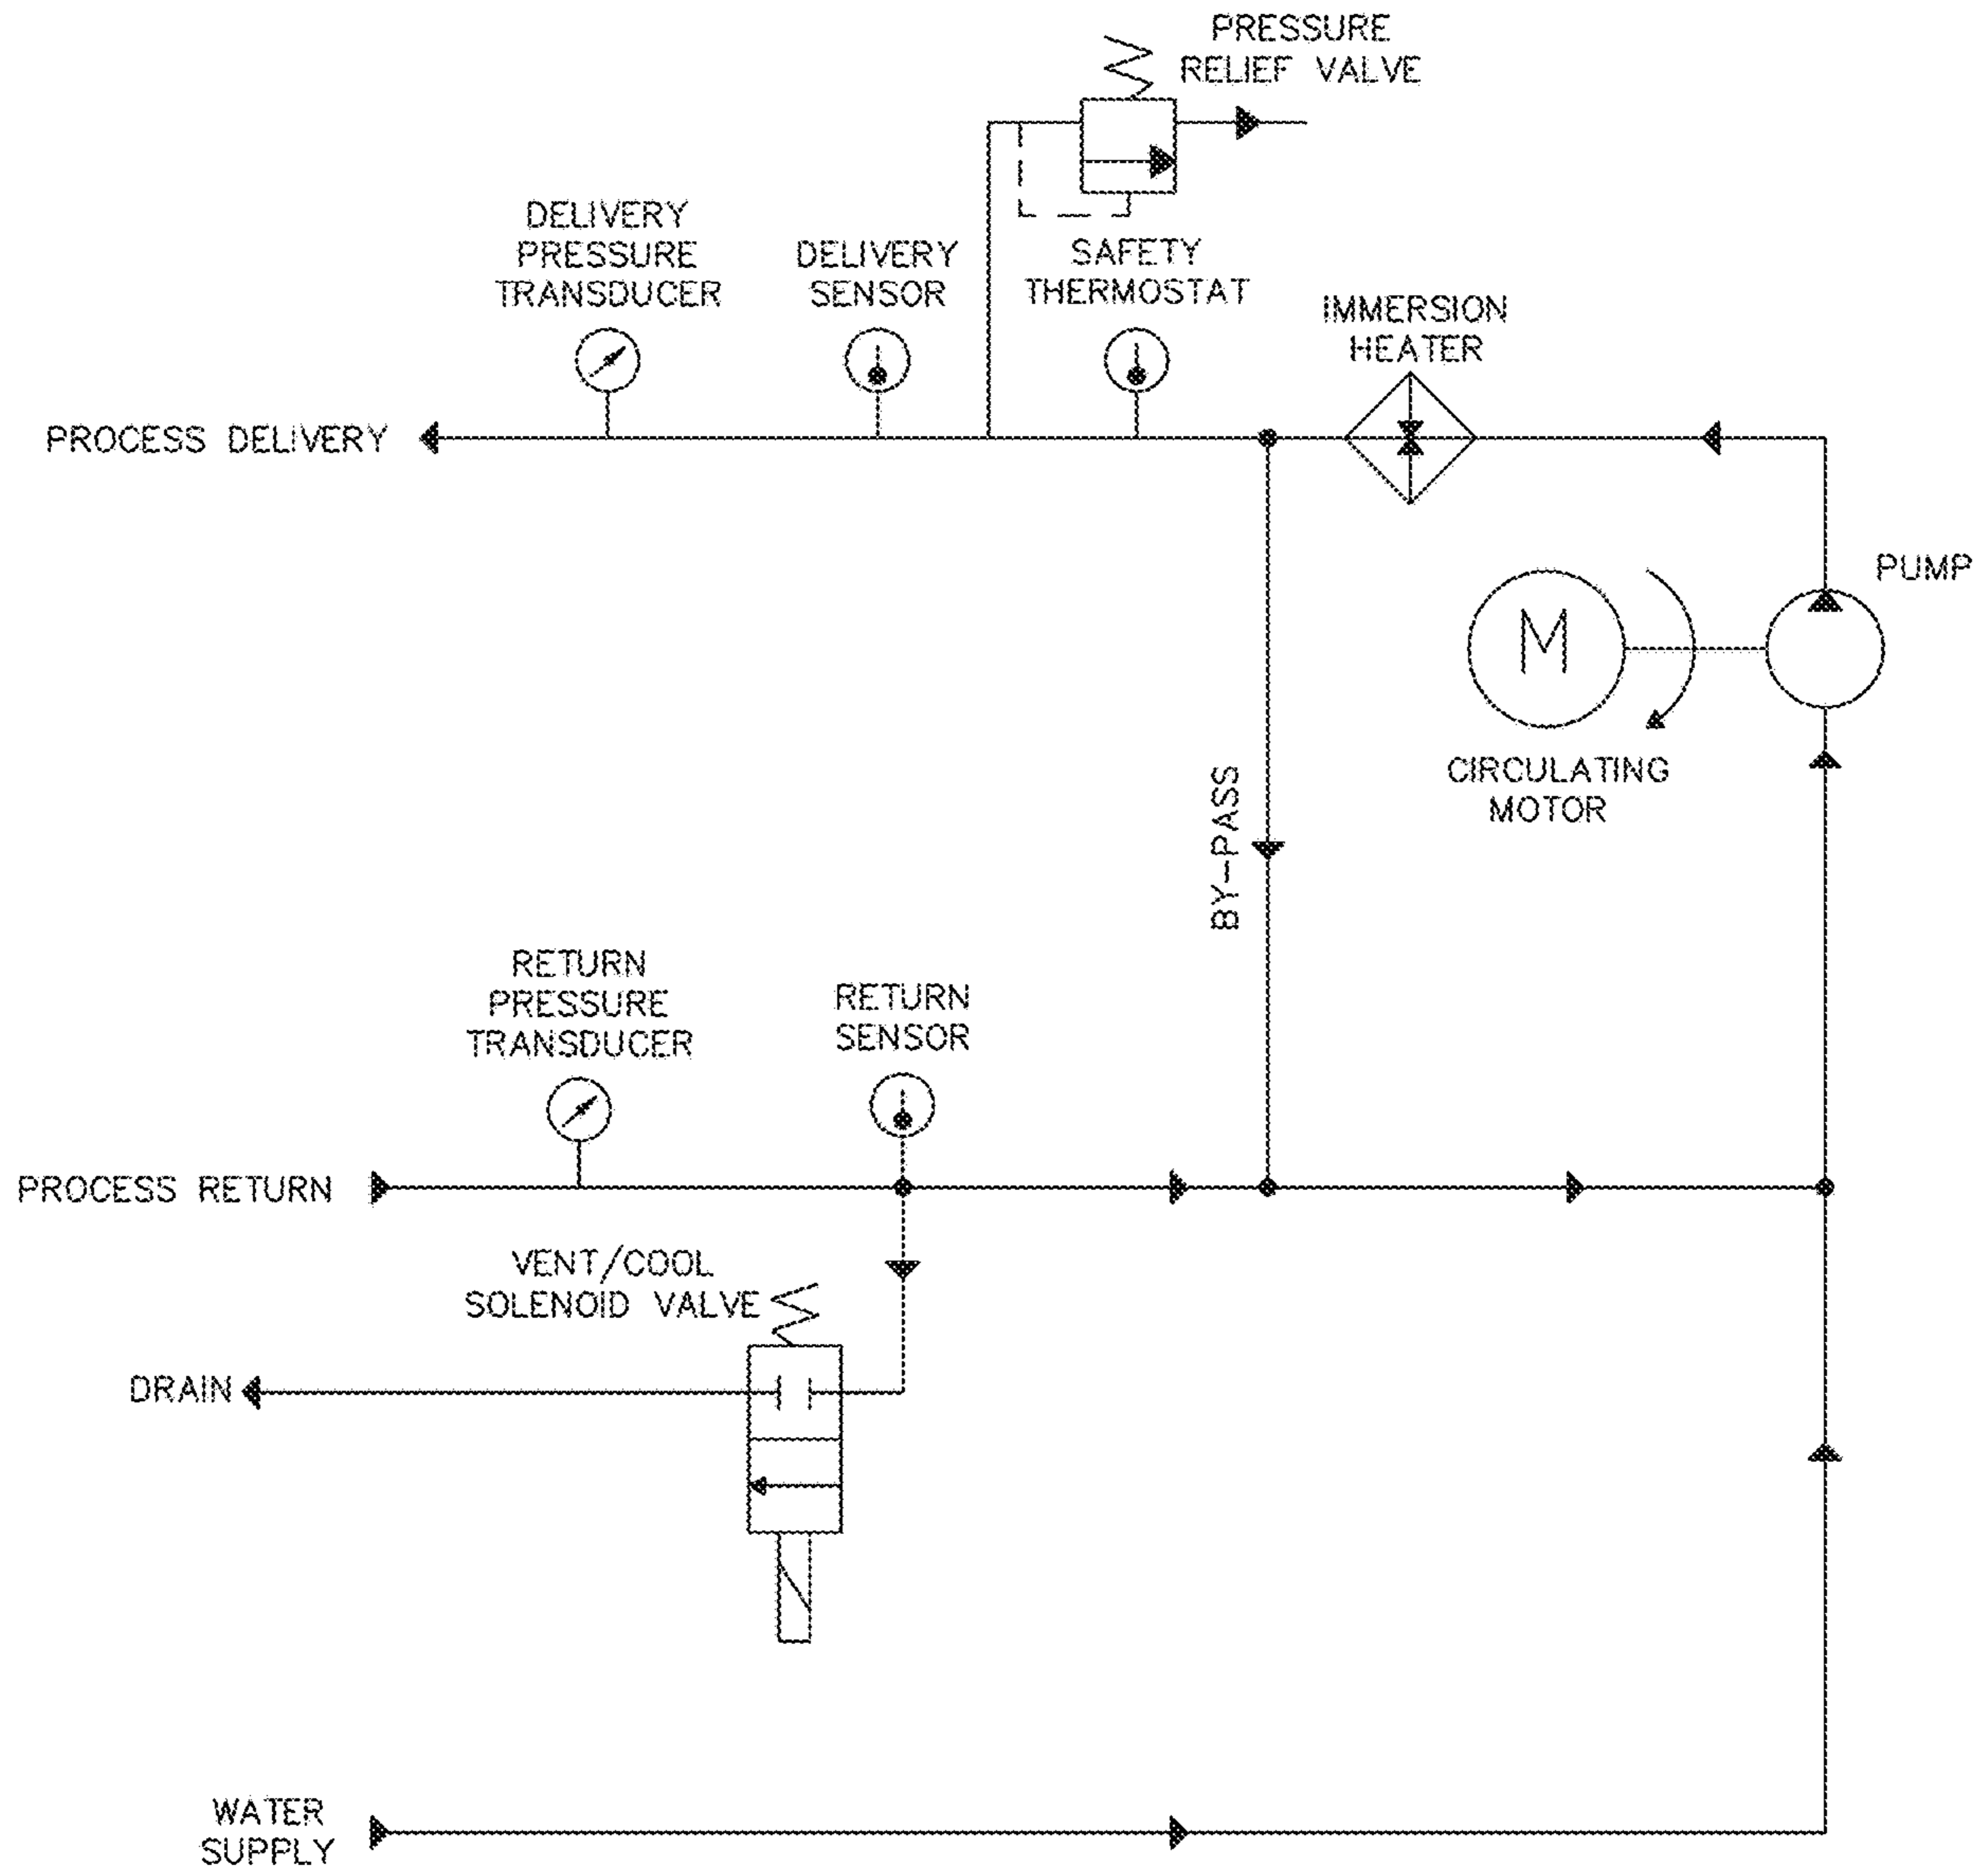 PRESSURE
RELIEF VALVE
DELIVERY
PRESSURE
TRANSDUCER
DELIVERY
SENSOR
SAFETY
THERMOSTAT
IMMERSION
HEATER
PROCESS DELIVERY
PUMP
M
CIRCULATING
MOTOR
BY-PASS
RETURN
PRESSURE
TRANSDUCER
RETURN
SENSOR
PROCESS RETURN
VENT/COOL
SOLENOID VALVE
DRAIN
WATER
SUPPLY